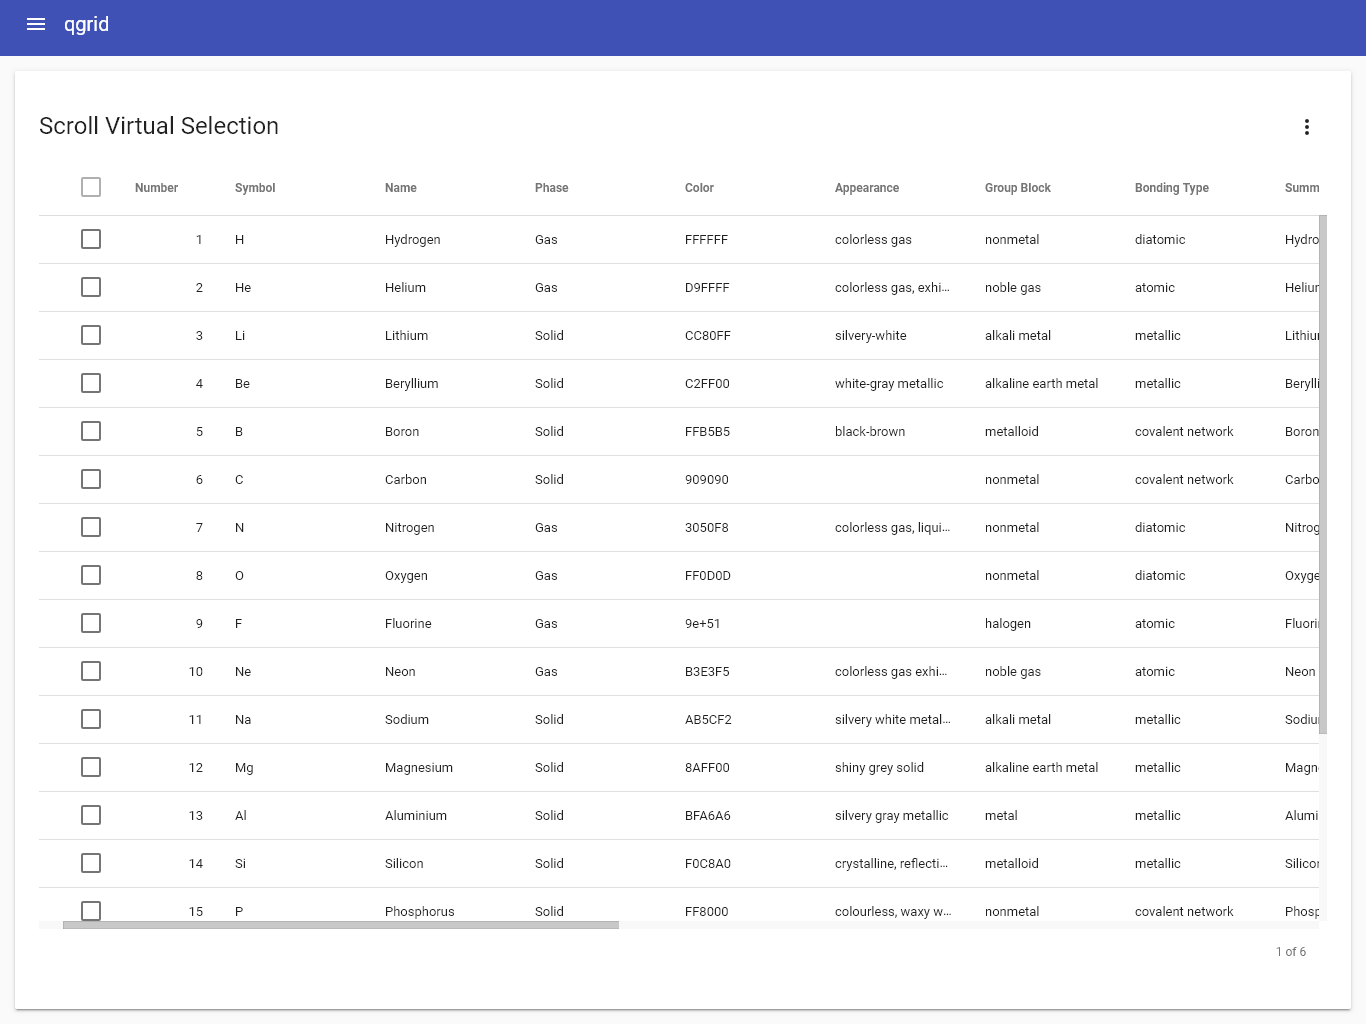 qgrid
Scroll Virtual Selection
Number Symbol Name Phase Color Appearance Group Block Bonding Type Summ
1 H Hydrogen Gas FFFFFF colorless gas nonmetal diatomic Hydro
2 He Helium Gas D9FFFF colorless gas, exhi... noble gas atomic Heliur
3 Li Lithium Solid CC80FF silvery-white alkali metal metallic Lithiu
4 Be Beryllium Solid C2FF00 white-gray metallic alkaline earth metal metallic Berylli
5 B Boron Solid FFB5B5 black-brown metalloid covalent network Boron
6 C Carbon Solid 909090 nonmetal covalent network Carbo
7 N Nitrogen Gas 3050F8 colorless gas, liqui... nonmetal diatomic Nitrog
8 O Oxygen Gas FF0D0D nonmetal diatomic Oxyge
9 F Fluorine Gas 9e+51 halogen atomic Fluori
10 Ne Neon Gas B3E3F5 colorless gas exhi... noble gas atomic Neon
11 Na Sodium Solid AB5CF2 silvery white metal... alkali metal metallic Sodiu
12 Mg Magnesium Solid 8AFF00 shiny grey solid alkaline earth metal metallic Magn
13 Al Aluminium Solid BFA6A6 silvery gray metallic metal metallic Alumi
14 Si Silicon Solid F0C8A0 crystalline, reflecti... metalloid metallic Silicon
15 P Phosphorus Solid FF8000 colourless, waxy w... nonmetal covalent network Phosp
1 of 6